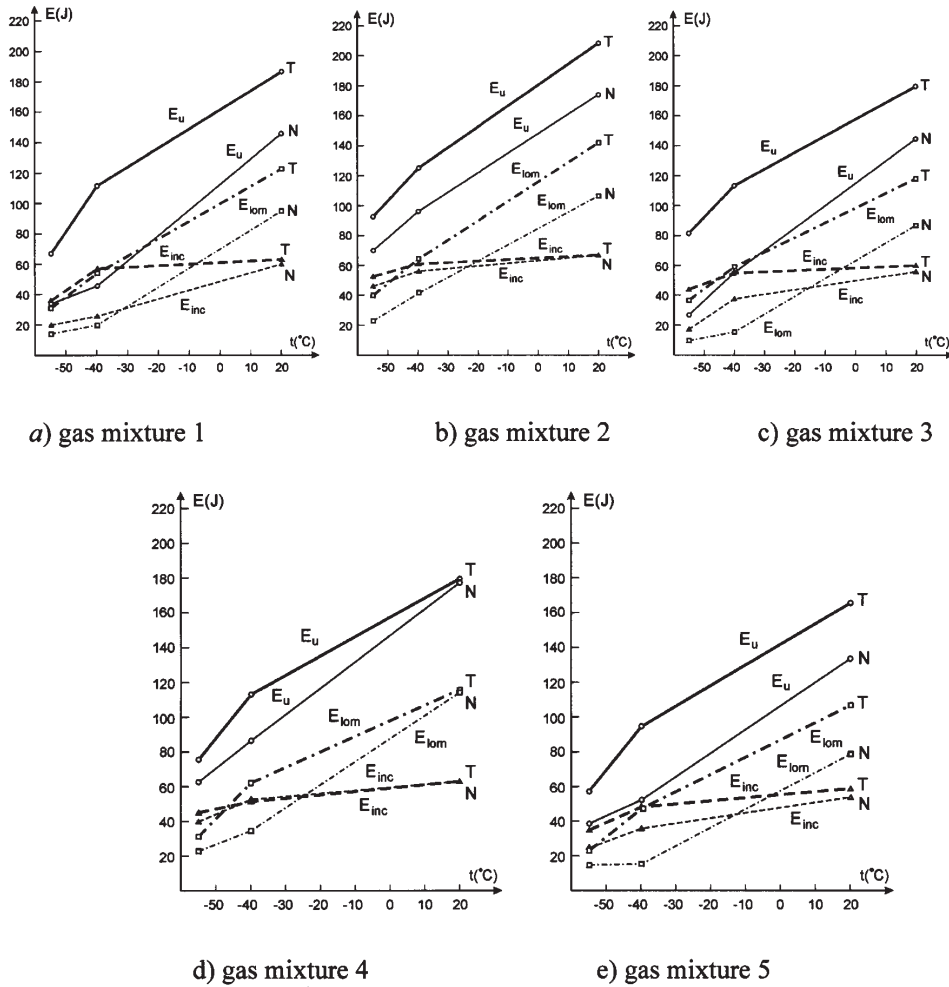 E(J)
220
200
180
160
140
120
100
80
60
40
20
-50 -40 -30 -20 -10 0 10 20
t(°C)
E_u T
E_u N
E_lom T
E_lom N
E_inc T
E_inc N
a) gas mixture 1
E(J)
220
200
180
160
140
120
100
80
60
40
20
-50 -40 -30 -20 -10 0 10 20
t(°C)
E_u T
E_u N
E_lom T
E_lom N
E_inc T
E_inc N
b) gas mixture 2
E(J)
220
200
180
160
140
120
100
80
60
40
20
-50 -40 -30 -20 -10 0 10 20
t(°C)
E_u T
E_u N
E_lom T
N
E_inc T
E_inc N
E_lom
c) gas mixture 3
E(J)
220
200
180
160
140
120
100
80
60
40
20
-50 -40 -30 -20 -10 0 10 20
t(°C)
E_u T
E_u N
E_lom T
E_lom N
E_inc T
E_inc N
d) gas mixture 4
E(J)
220
200
180
160
140
120
100
80
60
40
20
-50 -40 -30 -20 -10 0 10 20
t(°C)
E_u T
E_u N
T
E_lom
E_lom N
E_inc T
E_inc N
e) gas mixture 5